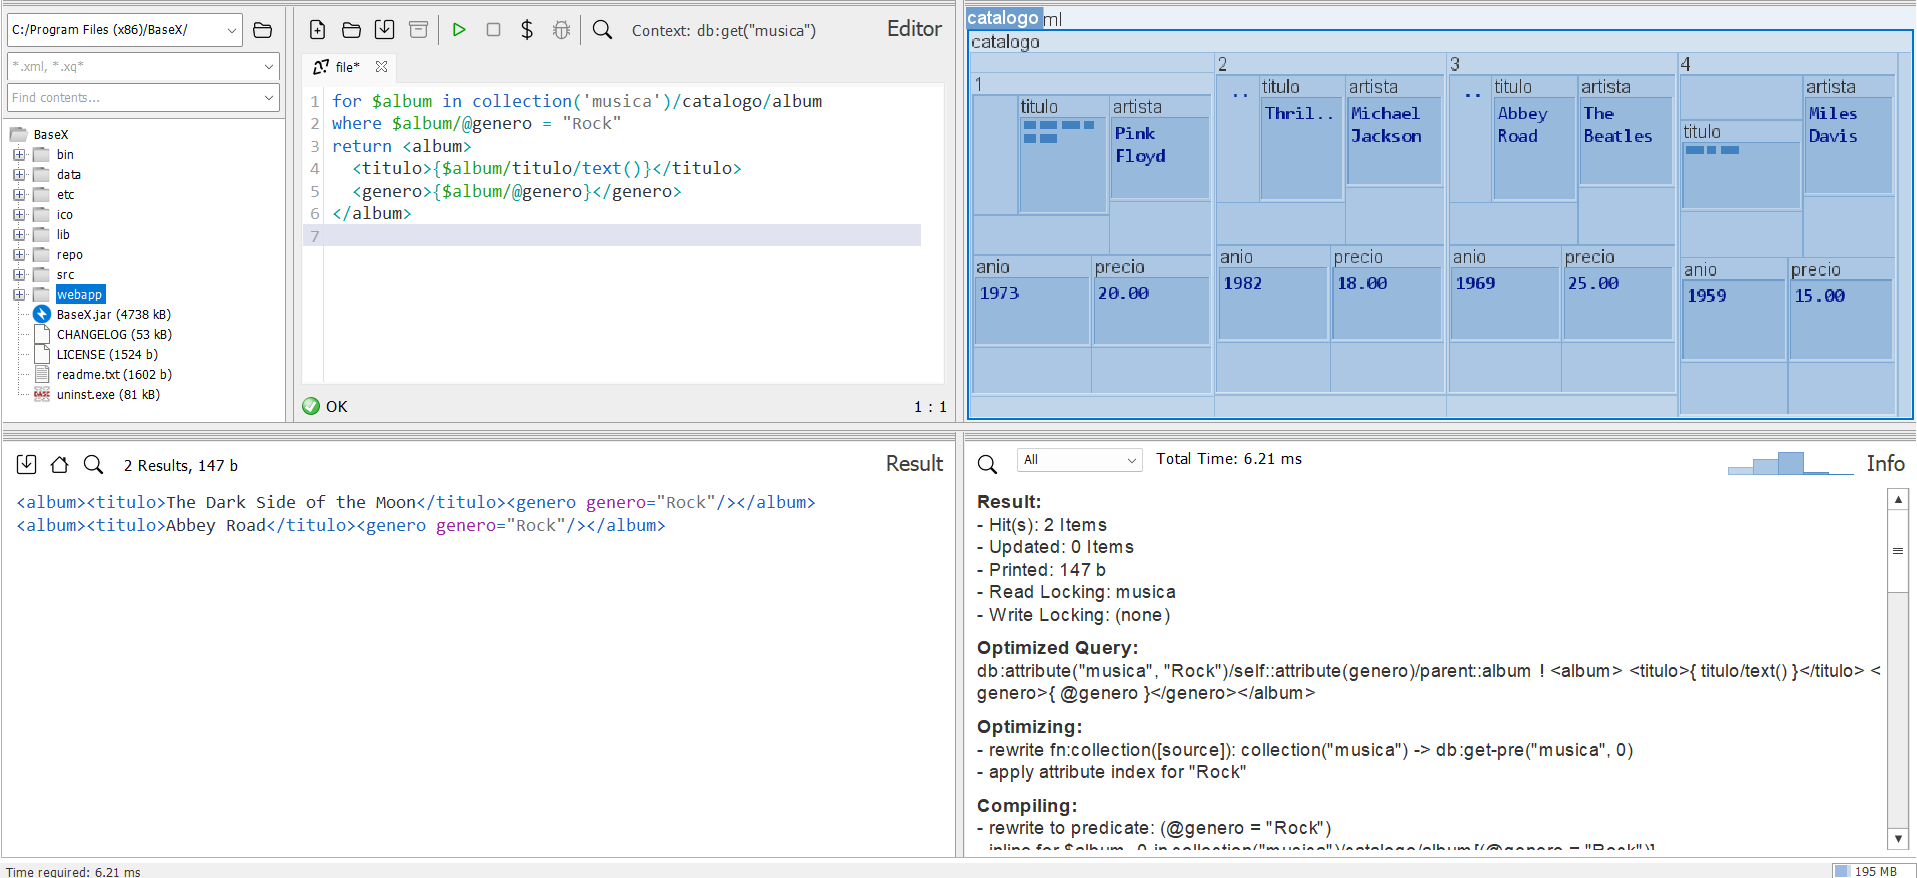 C:/Program Files (x86)/BaseX/
*.xml, *.xq*
Find contents...
BaseX
bin
data
etc
ico
lib
repo
src
webapp
BaseX.jar (4738 kB)
CHANGELOG (53 kB)
LICENSE (1524 b)
readme.txt (1602 b)
uninst.exe (81 kB)
Context: db:get("musica")
Editor
file*
1 for $album in collection('musica')/catalogo/album
2 where $album/@genero = "Rock"
3 return <album>
4 <titulo>{$album/titulo/text()}</titulo>
5 <genero>{$album/@genero}</genero>
6 </album>
7
OK
1 : 1
catalogo ml
catalogo
1
titulo
artista
Pink
Floyd
anio
1973
precio
20.00
2
..
titulo
Thril..
artista
Michael
Jackson
anio
1982
precio
18.00
3
..
titulo
Abbey
Road
artista
The
Beatles
anio
1969
precio
25.00
4
titulo
artista
Miles
Davis
anio
1959
precio
15.00
2 Results, 147 b
Result
<album><titulo>The Dark Side of the Moon</titulo><genero genero="Rock"/></album>
<album><titulo>Abbey Road</titulo><genero genero="Rock"/></album>
All
Total Time: 6.21 ms
Info
Result:
- Hit(s): 2 Items
- Updated: 0 Items
- Printed: 147 b
- Read Locking: musica
- Write Locking: (none)
Optimized Query:
db:attribute("musica", "Rock")/self::attribute(genero)/parent::album ! <album> <titulo>{ titulo/text() }</titulo> <
genero>{ @genero }</genero></album>
Optimizing:
- rewrite fn:collection([source]): collection("musica") -> db:get-pre("musica", 0)
- apply attribute index for "Rock"
Compiling:
- rewrite to predicate: (@genero = "Rock")
- inline for $album_0 in collection("musica")/catalogo/album[(@genero = "Rock")]
Time required: 6.21 ms
195 MB